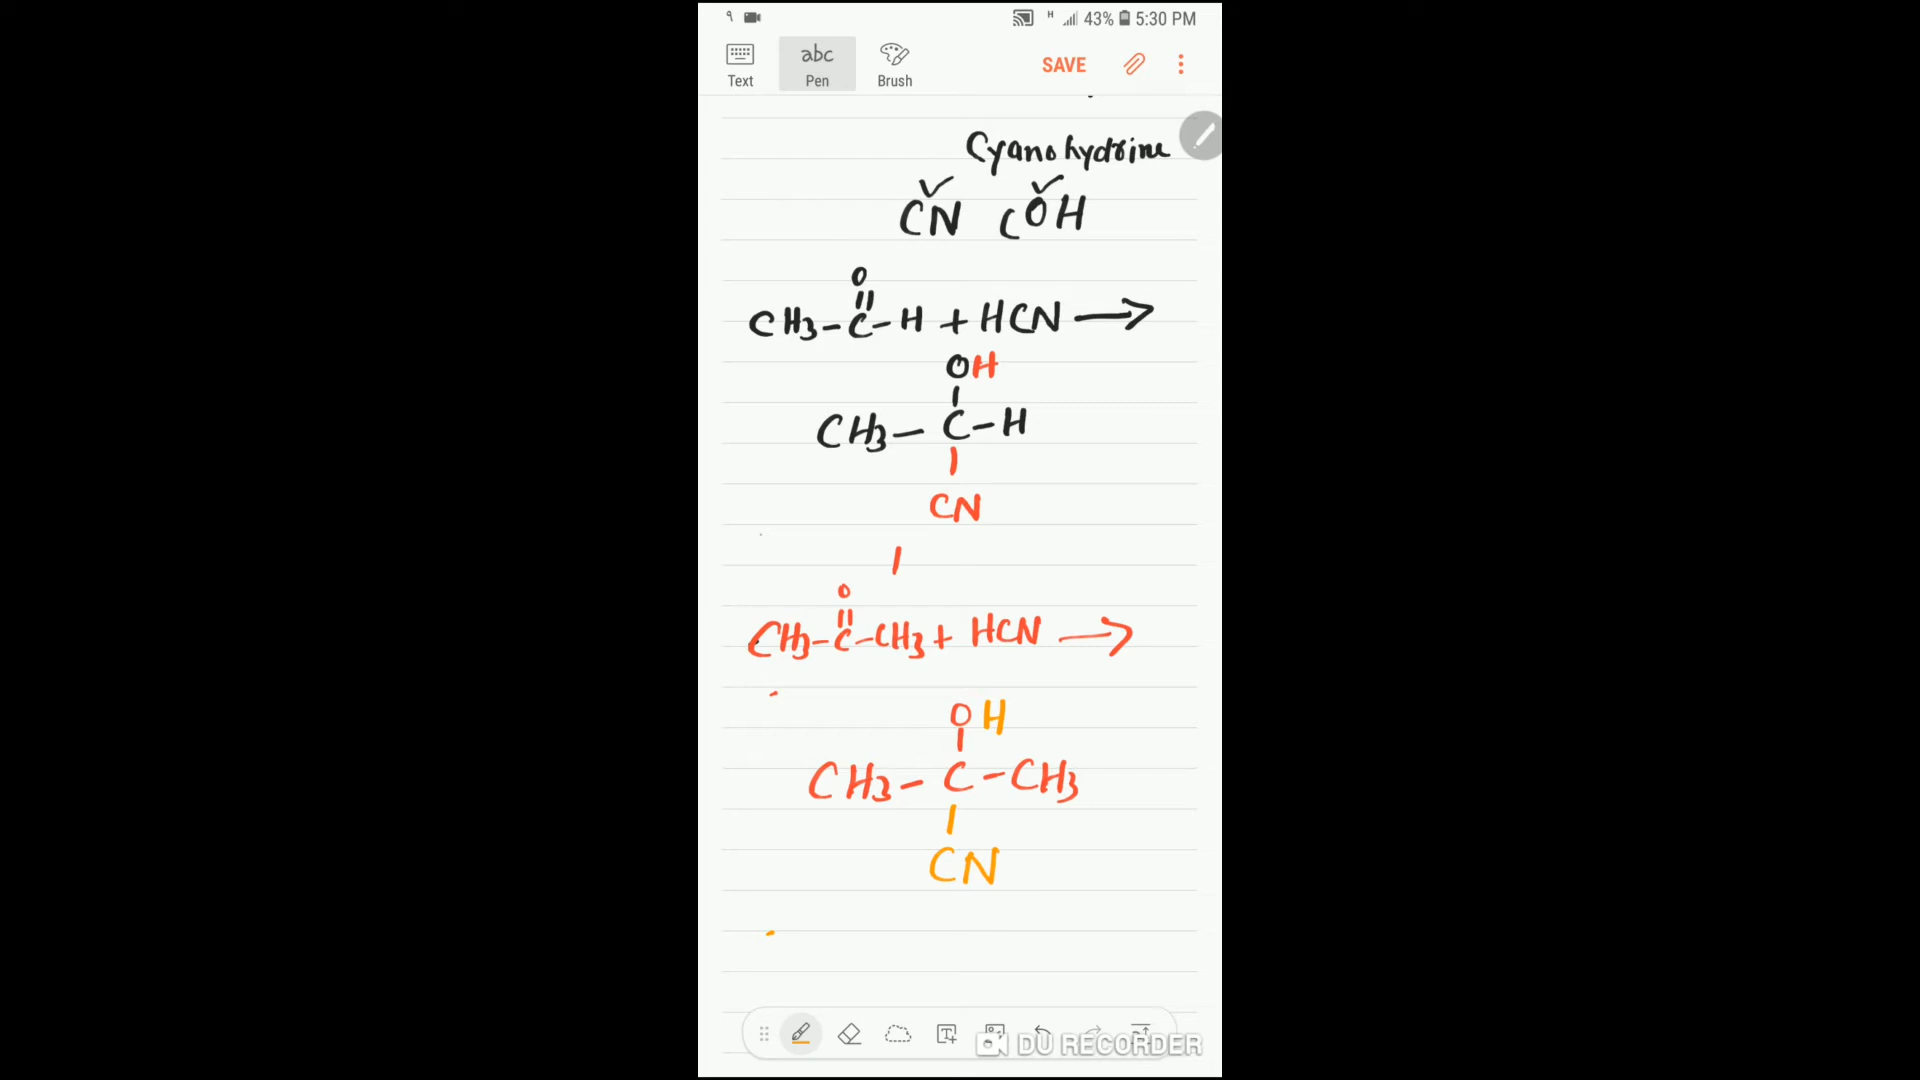 43% 5:30 PM
Text
abc
Pen
Brush
SAVE
Cyanohydrine
CN COH
O
||
CH3-C-H + HCN →
OH
|
CH3 - C - H
|
CN
|
O
||
CH3-C-CH3 + HCN →
OH
|
CH3 - C - CH3
|
CN
DU RECORDER